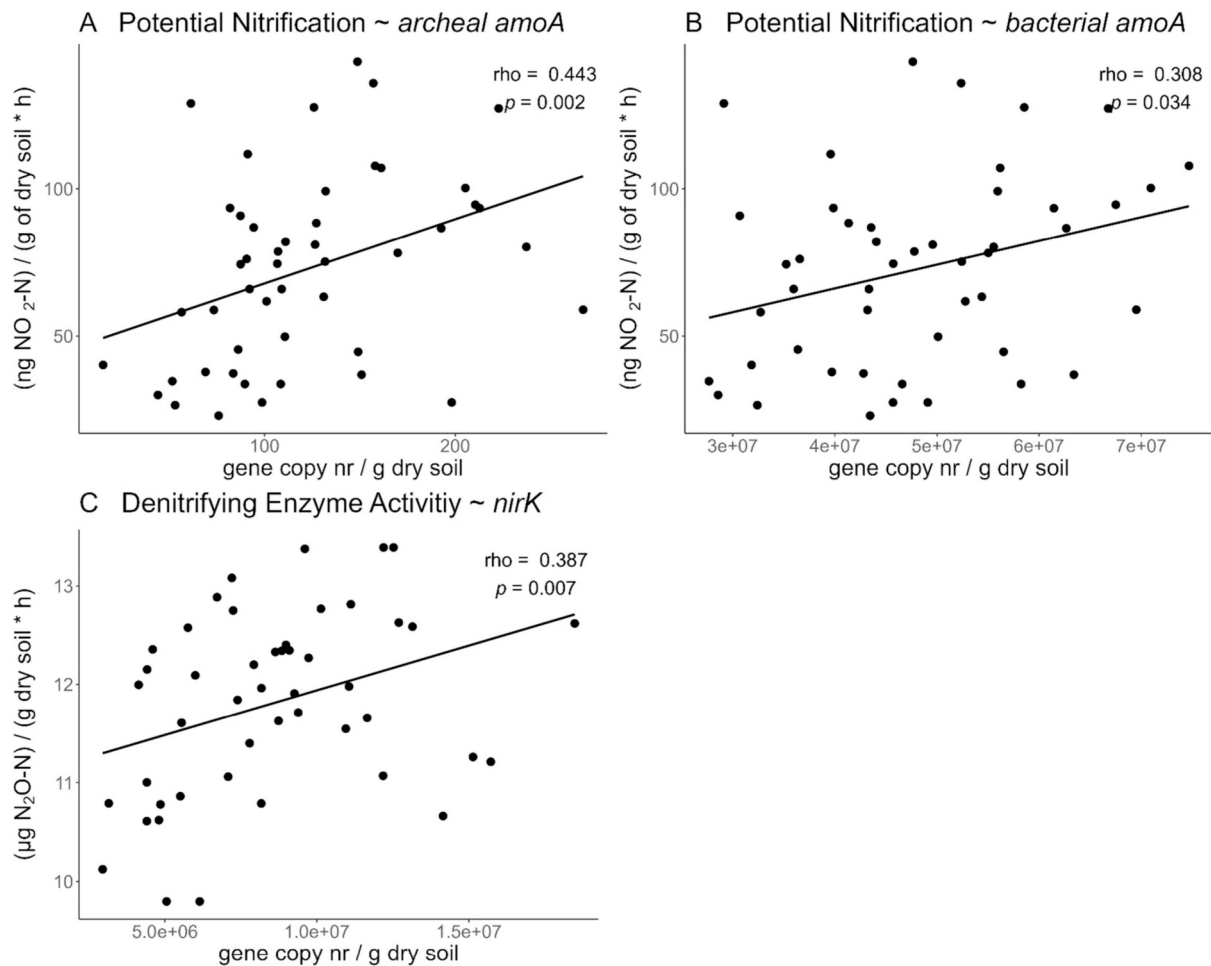 A Potential Nitrification ~ archeal amoA
rho = 0.443
p = 0.002
(ng NO 2-N) / (g of dry soil * h)
100
50
100
200
gene copy nr / g dry soil
B Potential Nitrification ~ bacterial amoA
rho = 0.308
p = 0.034
(ng NO 2-N) / (g of dry soil * h)
100
50
3e+07
4e+07
5e+07
6e+07
7e+07
gene copy nr / g dry soil
C Denitrifying Enzyme Activitiy ~ nirK
rho = 0.387
p = 0.007
(µg N₂O-N) / (g dry soil * h)
13
12
11
10
5.0e+06
1.0e+07
1.5e+07
gene copy nr / g dry soil